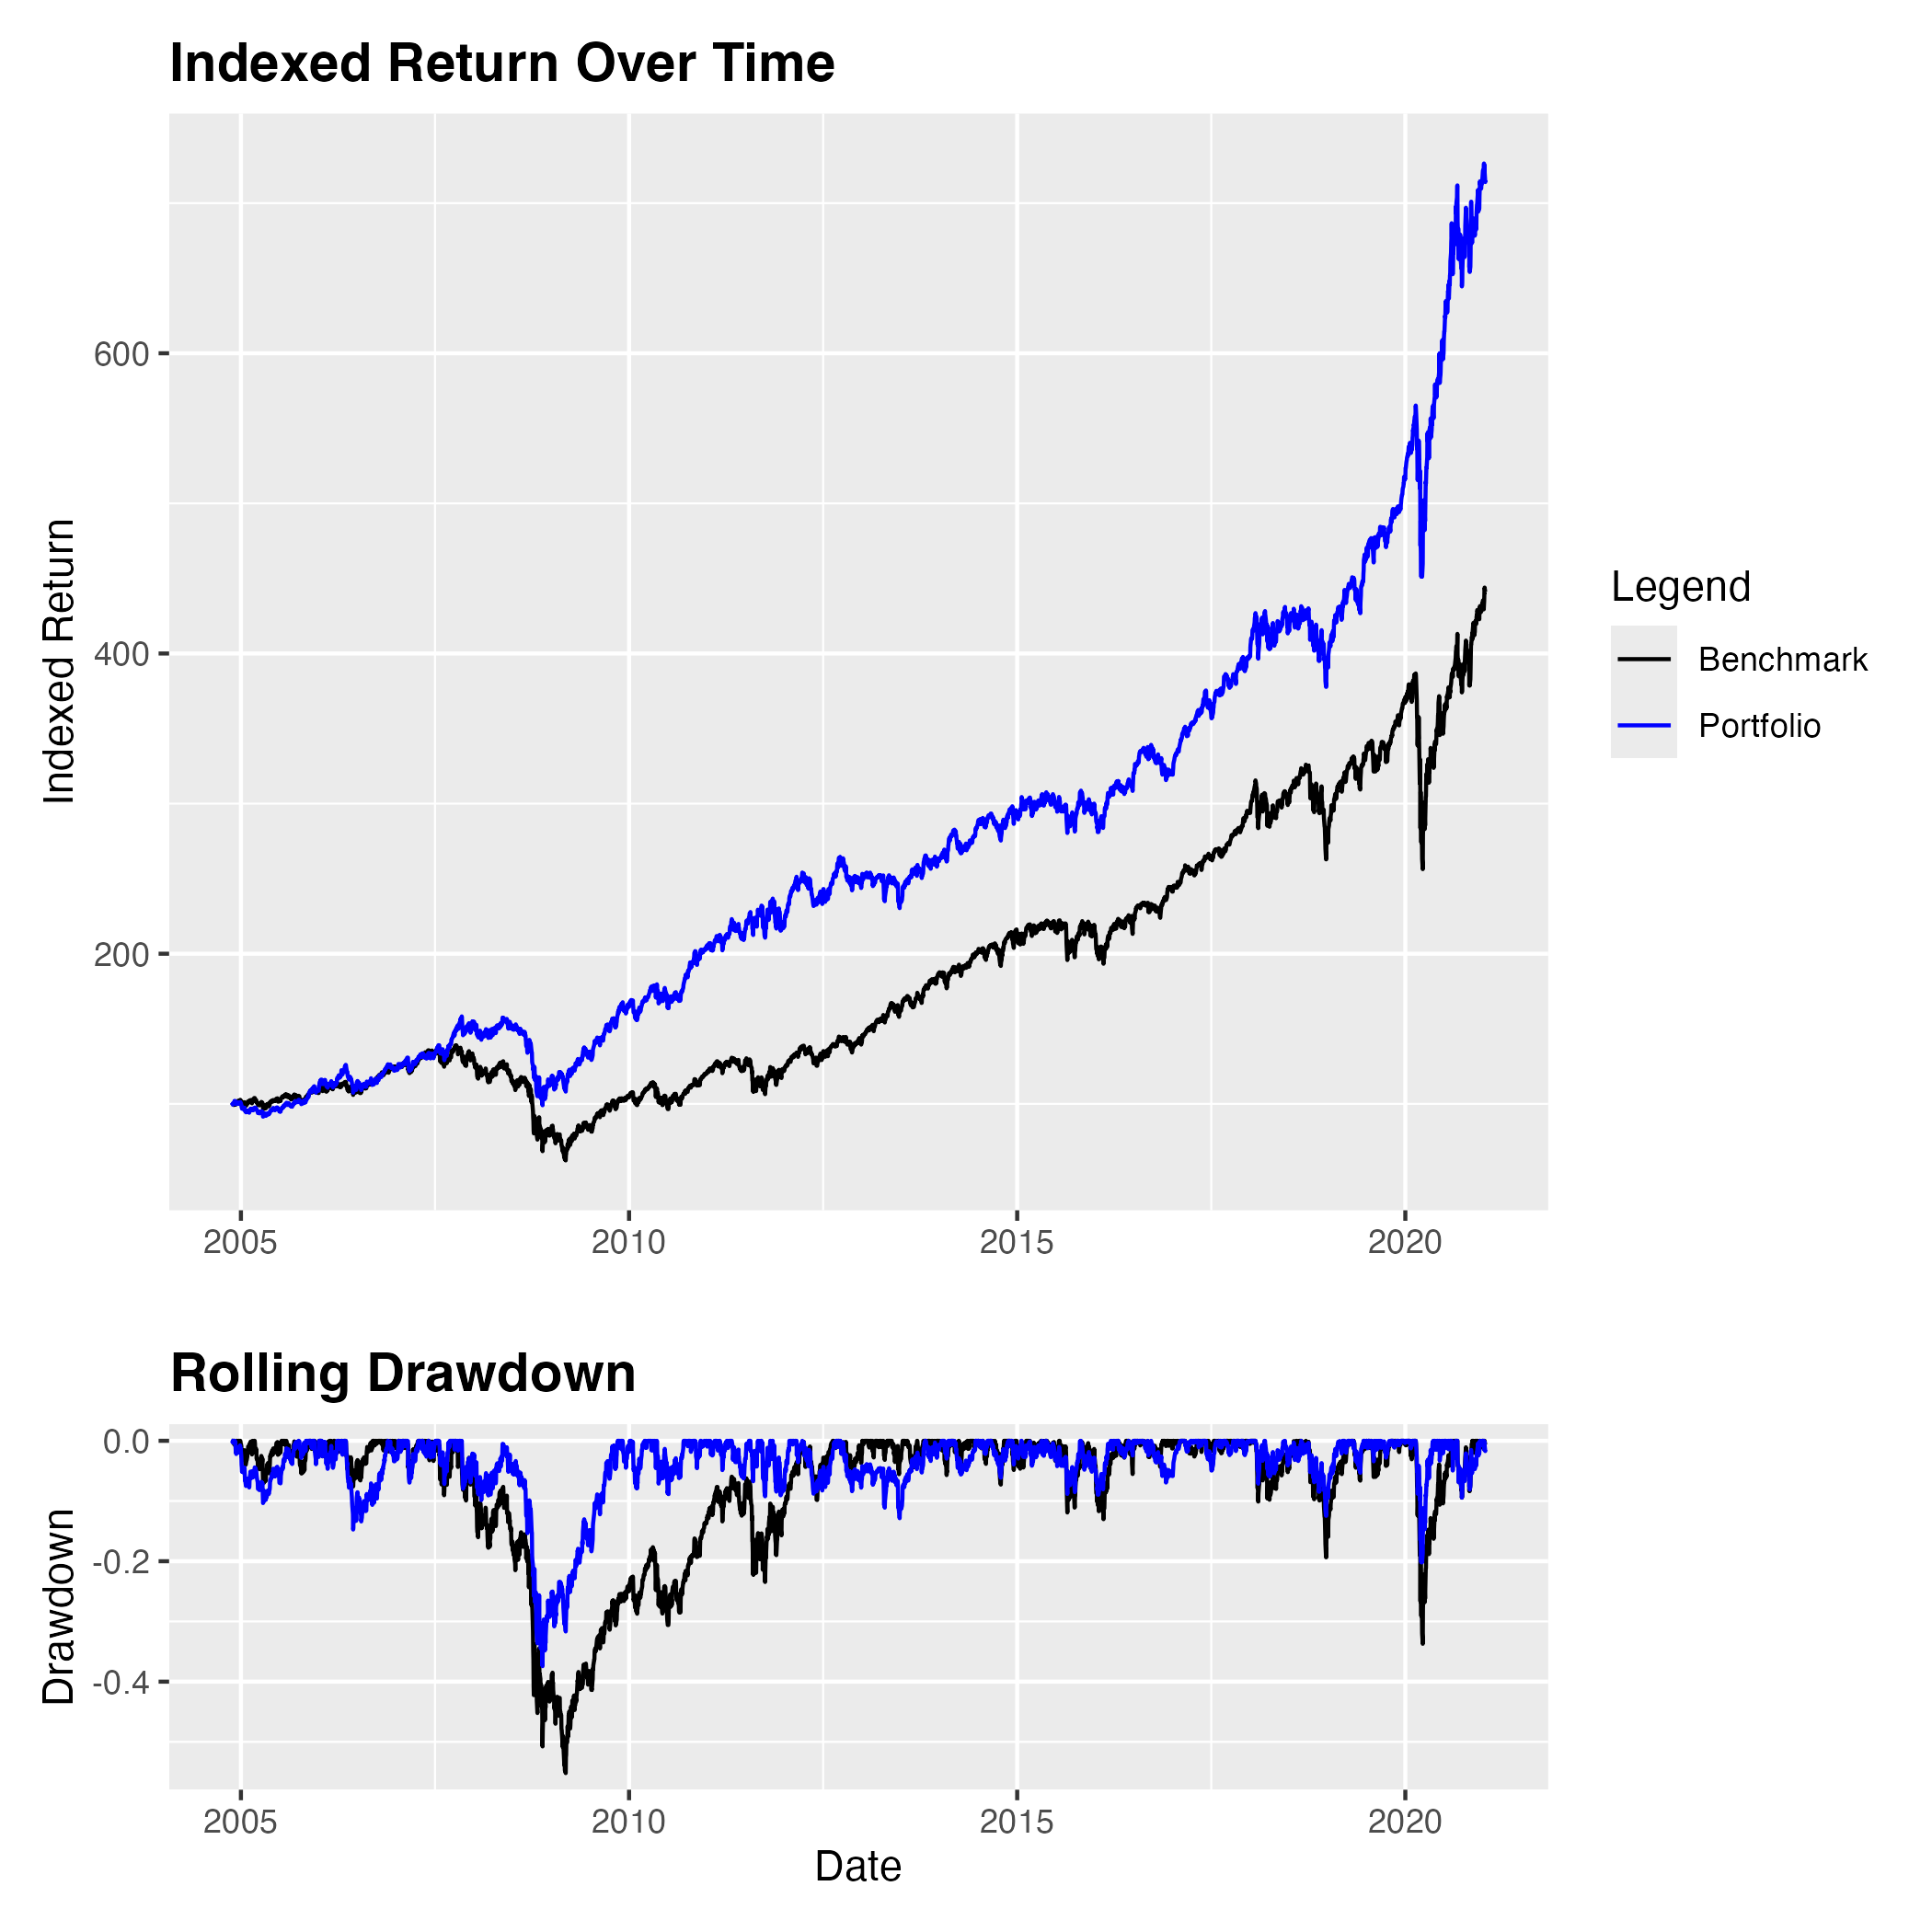 Indexed Return Over Time
Indexed Return
600
400
200
2005 2010 2015 2020
Legend
Benchmark
Portfolio
Rolling Drawdown
Drawdown
0.0
-0.2
-0.4
2005 2010 2015 2020
Date